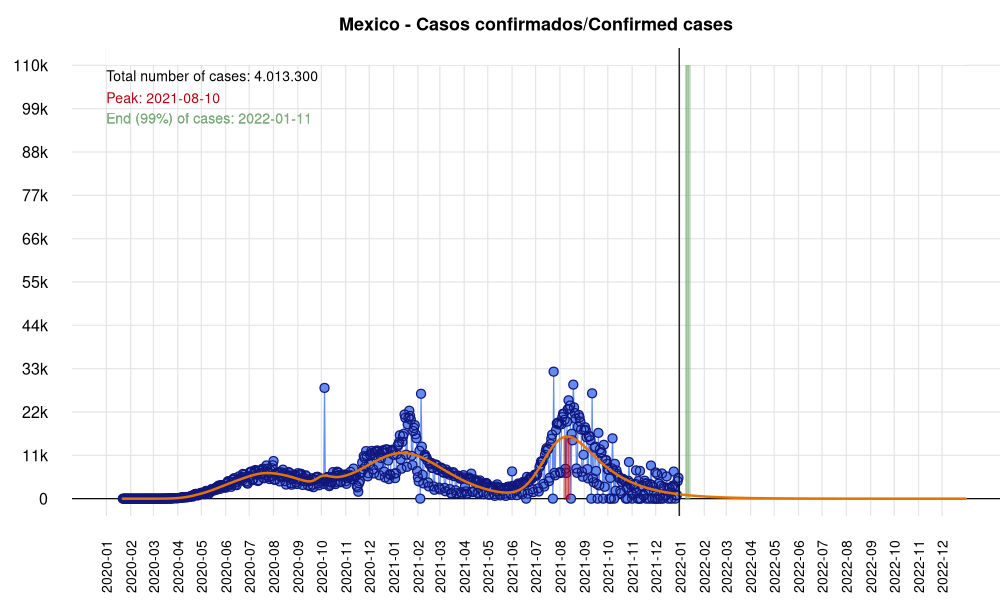 Mexico - Casos confirmados/Confirmed cases
Total number of cases: 4.013.300
Peak: 2021-08-10
End (99%) of cases: 2022-01-11
110k
99k
88k
77k
66k
55k
44k
33k
22k
11k
0
2020-01
2020-02
2020-03
2020-04
2020-05
2020-06
2020-07
2020-08
2020-09
2020-10
2020-11
2020-12
2021-01
2021-02
2021-03
2021-04
2021-05
2021-06
2021-07
2021-08
2021-09
2021-10
2021-11
2021-12
2022-01
2022-02
2022-03
2022-04
2022-05
2022-06
2022-07
2022-08
2022-09
2022-10
2022-11
2022-12